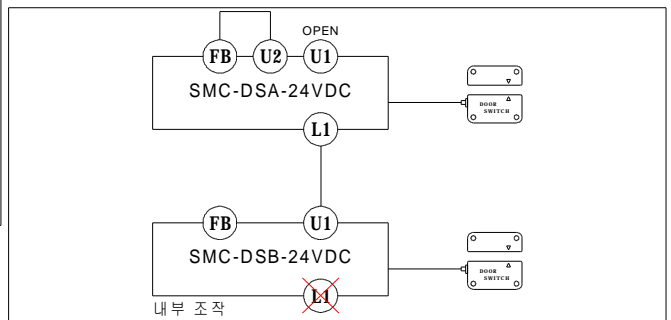 OPEN
FB U2 U1
SMC-DSA-24VDC
DOOR
SWITCH
L1
FB U1
SMC-DSB-24VDC
DOOR
SWITCH
L1
내부 조작